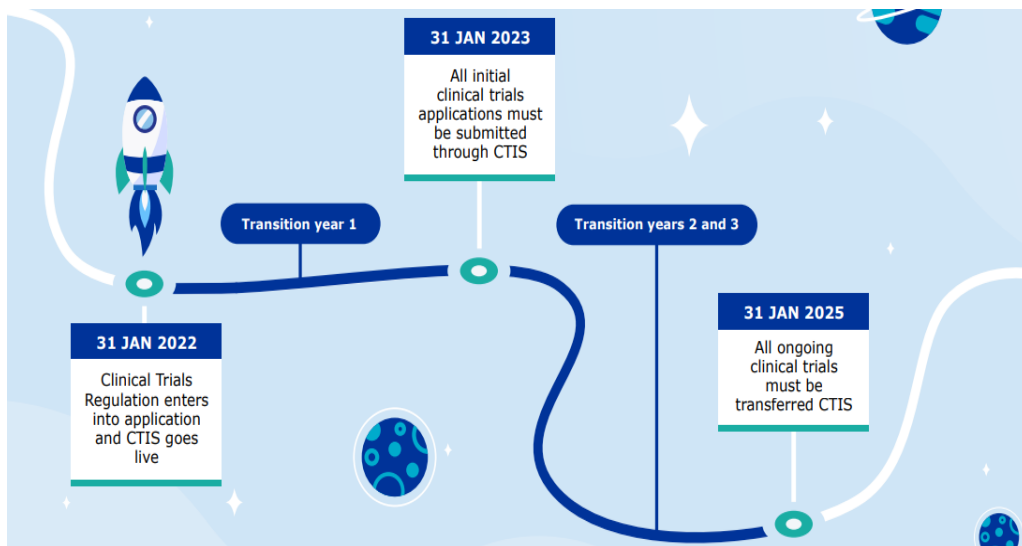 31 JAN 2023
All initial
clinical trials
applications must
be submitted
through CTIS
Transition year 1
Transition years 2 and 3
31 JAN 2022
Clinical Trials
Regulation enters
into application
and CTIS goes
live
31 JAN 2025
All ongoing
clinical trials
must be
transferred CTIS